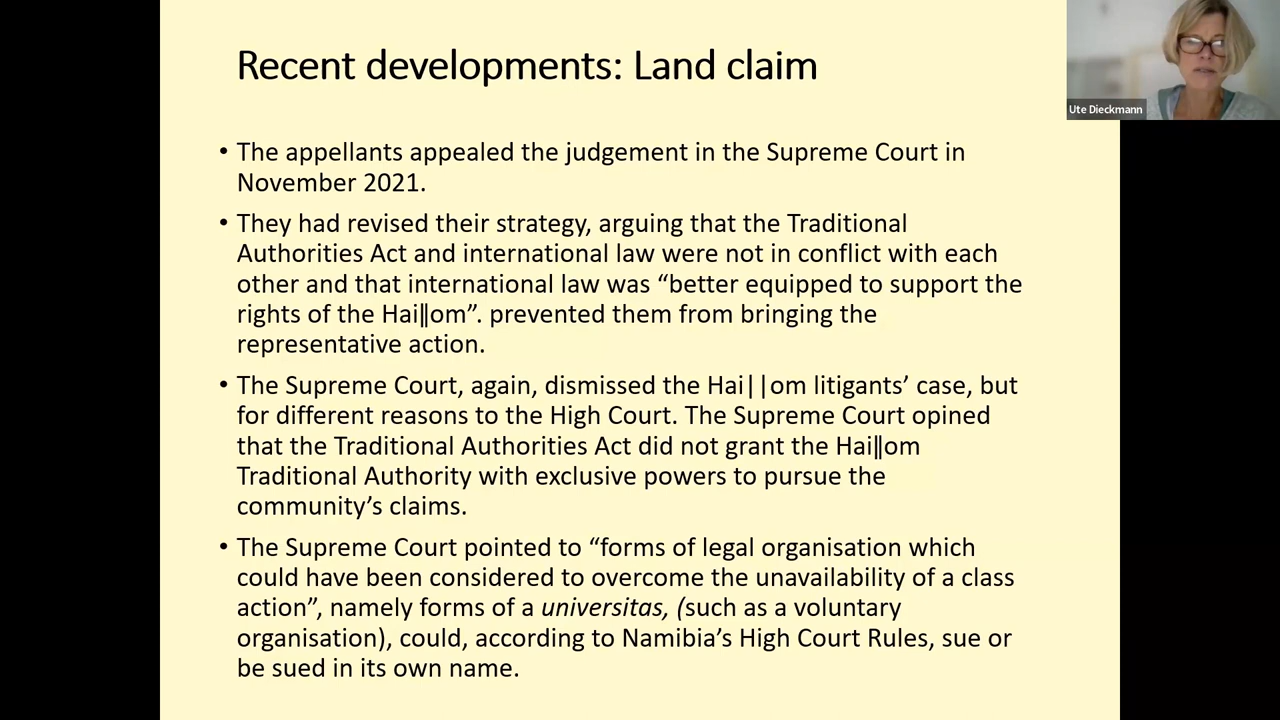 Recent developments: Land claim
Ute Dieckmann
• The appellants appealed the judgement in the Supreme Court in
November 2021.
• They had revised their strategy, arguing that the Traditional
Authorities Act and international law were not in conflict with each
other and that international law was “better equipped to support the
rights of the Hai‖om”. prevented them from bringing the
representative action.
• The Supreme Court, again, dismissed the Hai||om litigants’ case, but
for different reasons to the High Court. The Supreme Court opined
that the Traditional Authorities Act did not grant the Hai‖om
Traditional Authority with exclusive powers to pursue the
community’s claims.
• The Supreme Court pointed to “forms of legal organisation which
could have been considered to overcome the unavailability of a class
action”, namely forms of a universitas, (such as a voluntary
organisation), could, according to Namibia’s High Court Rules, sue or
be sued in its own name.